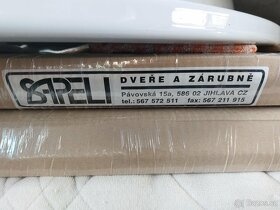 SAPELI
DVEŘE A ZÁRUBNĚ
Pávovská 15a, 586 02 JIHLAVA CZ
tel.: 567 572 511 fax: 567 211 915